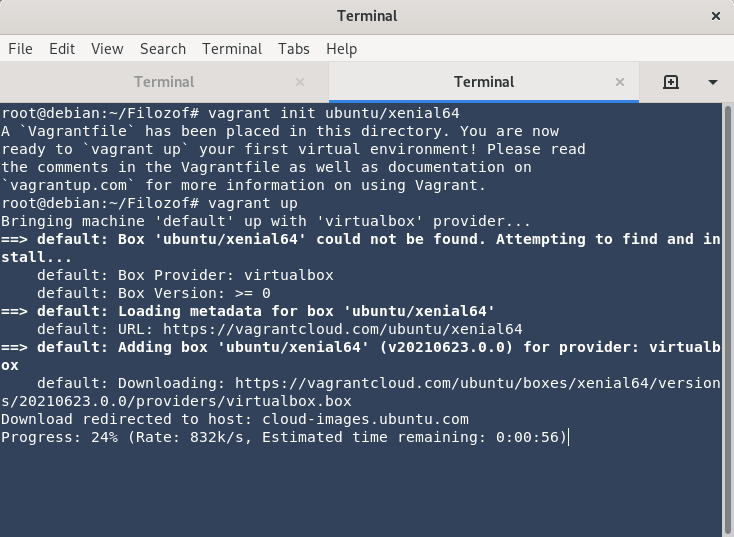 Terminal
File Edit View Search Terminal Tabs Help
Terminal Terminal
root@debian:~/Filozof# vagrant init ubuntu/xenial64
A `Vagrantfile` has been placed in this directory. You are now
ready to `vagrant up` your first virtual environment! Please read
the comments in the Vagrantfile as well as documentation on
`vagrantup.com` for more information on using Vagrant.
root@debian:~/Filozof# vagrant up
Bringing machine 'default' up with 'virtualbox' provider...
==> default: Box 'ubuntu/xenial64' could not be found. Attempting to find and in
stall...
    default: Box Provider: virtualbox
    default: Box Version: >= 0
==> default: Loading metadata for box 'ubuntu/xenial64'
    default: URL: https://vagrantcloud.com/ubuntu/xenial64
==> default: Adding box 'ubuntu/xenial64' (v20210623.0.0) for provider: virtualb
ox
    default: Downloading: https://vagrantcloud.com/ubuntu/boxes/xenial64/version
s/20210623.0.0/providers/virtualbox.box
Download redirected to host: cloud-images.ubuntu.com
Progress: 24% (Rate: 832k/s, Estimated time remaining: 0:00:56)